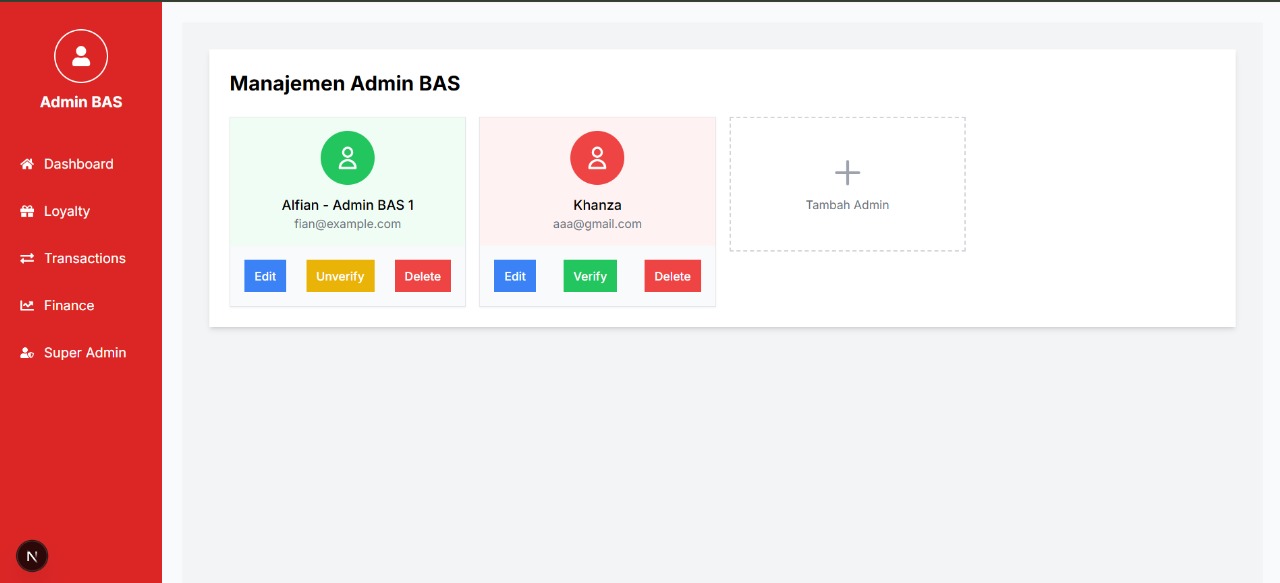 Admin BAS
Dashboard
Loyalty
Transactions
Finance
Super Admin
N
Manajemen Admin BAS
Alfian - Admin BAS 1
fian@example.com
Edit Unverify Delete
Khanza
aaa@gmail.com
Edit Verify Delete
Tambah Admin